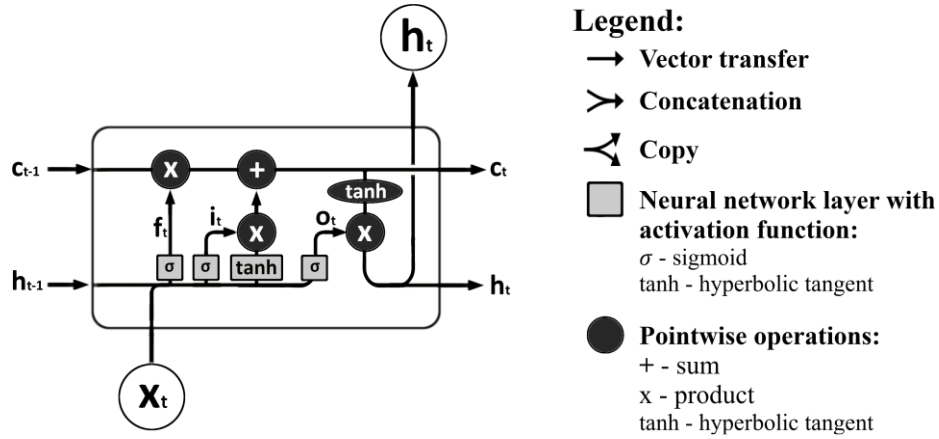 hₜ
cₜ₋₁
x
+
cₜ
tanh
fₜ
iₜ
x
oₜ
x
σ
σ
tanh
σ
hₜ₋₁
hₜ
xₜ
Legend:
Vector transfer
Concatenation
Copy
Neural network layer with
activation function:
σ - sigmoid
tanh - hyperbolic tangent
Pointwise operations:
+ - sum
x - product
tanh - hyperbolic tangent